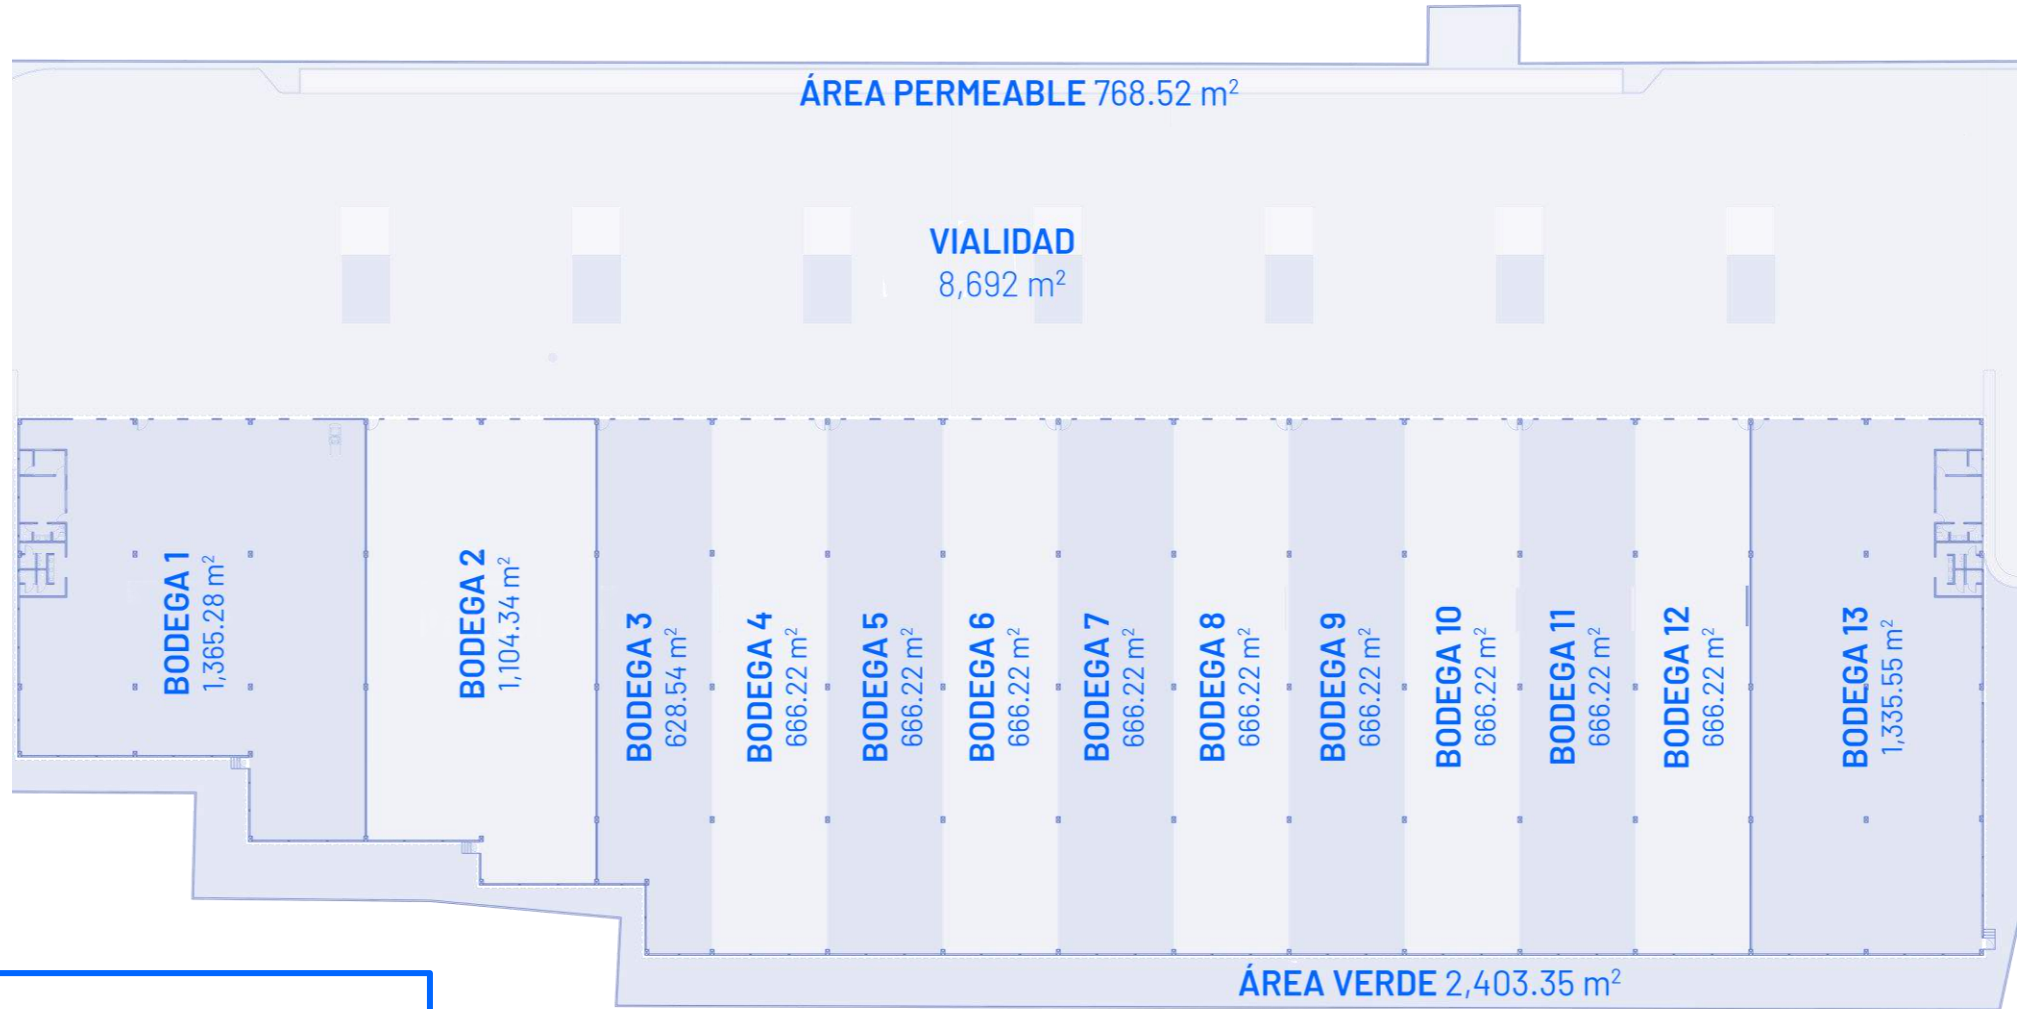 ÁREA PERMEABLE 768.52 m²
VIALIDAD
8,692 m²
BODEGA 1
1,365.28 m²
BODEGA 2
1,104.34 m²
BODEGA 3
628.54 m²
BODEGA 4
666.22 m²
BODEGA 5
666.22 m²
BODEGA 6
666.22 m²
BODEGA 7
666.22 m²
BODEGA 8
666.22 m²
BODEGA 9
666.22 m²
BODEGA 10
666.22 m²
BODEGA 11
666.22 m²
BODEGA 12
666.22 m²
BODEGA 13
1,335.55 m²
ÁREA VERDE 2,403.35 m²